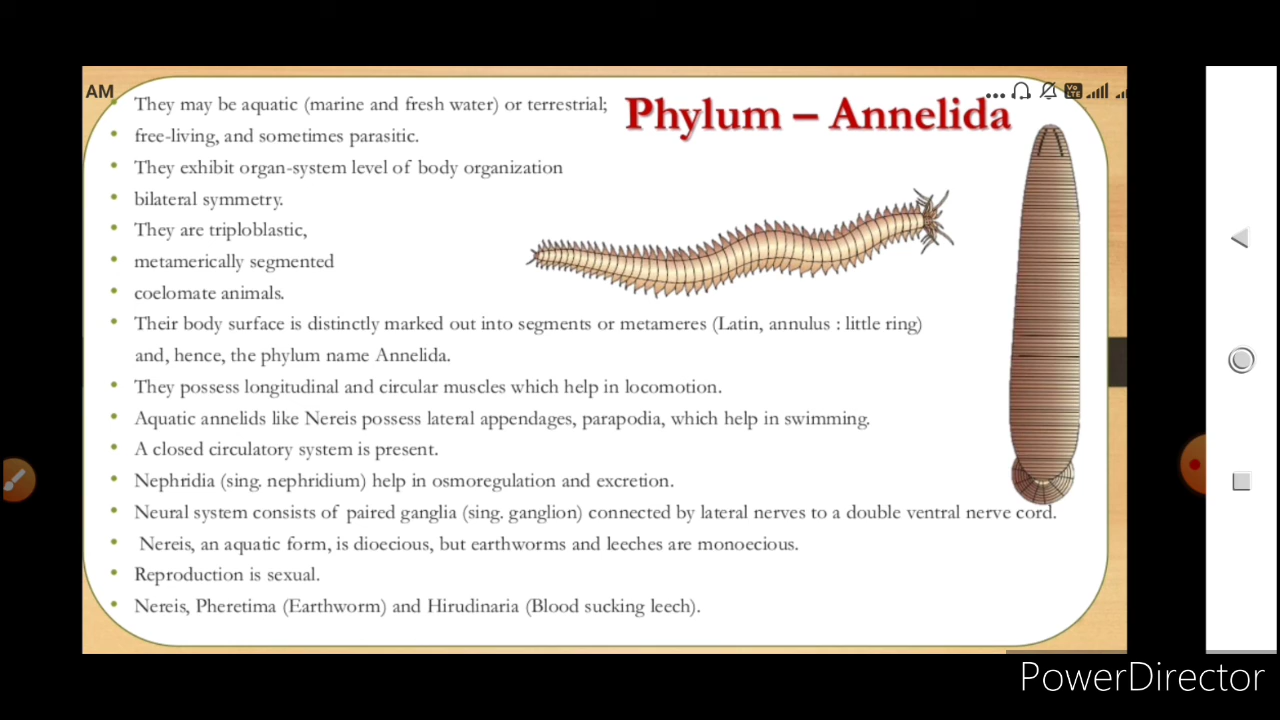 AM
Phylum – Annelida
They may be aquatic (marine and fresh water) or terrestrial;
• free-living, and sometimes parasitic.
• They exhibit organ-system level of body organization
• bilateral symmetry.
• They are triploblastic,
• metamerically segmented
• coelomate animals.
• Their body surface is distinctly marked out into segments or metameres (Latin, annulus : little ring)
and, hence, the phylum name Annelida.
• They possess longitudinal and circular muscles which help in locomotion.
• Aquatic annelids like Nereis possess lateral appendages, parapodia, which help in swimming.
• A closed circulatory system is present.
• Nephridia (sing. nephridium) help in osmoregulation and excretion.
• Neural system consists of paired ganglia (sing. ganglion) connected by lateral nerves to a double ventral nerve cord.
• Nereis, an aquatic form, is dioecious, but earthworms and leeches are monoecious.
• Reproduction is sexual.
• Nereis, Pheretima (Earthworm) and Hirudinaria (Blood sucking leech).
Vo LTE
PowerDirector